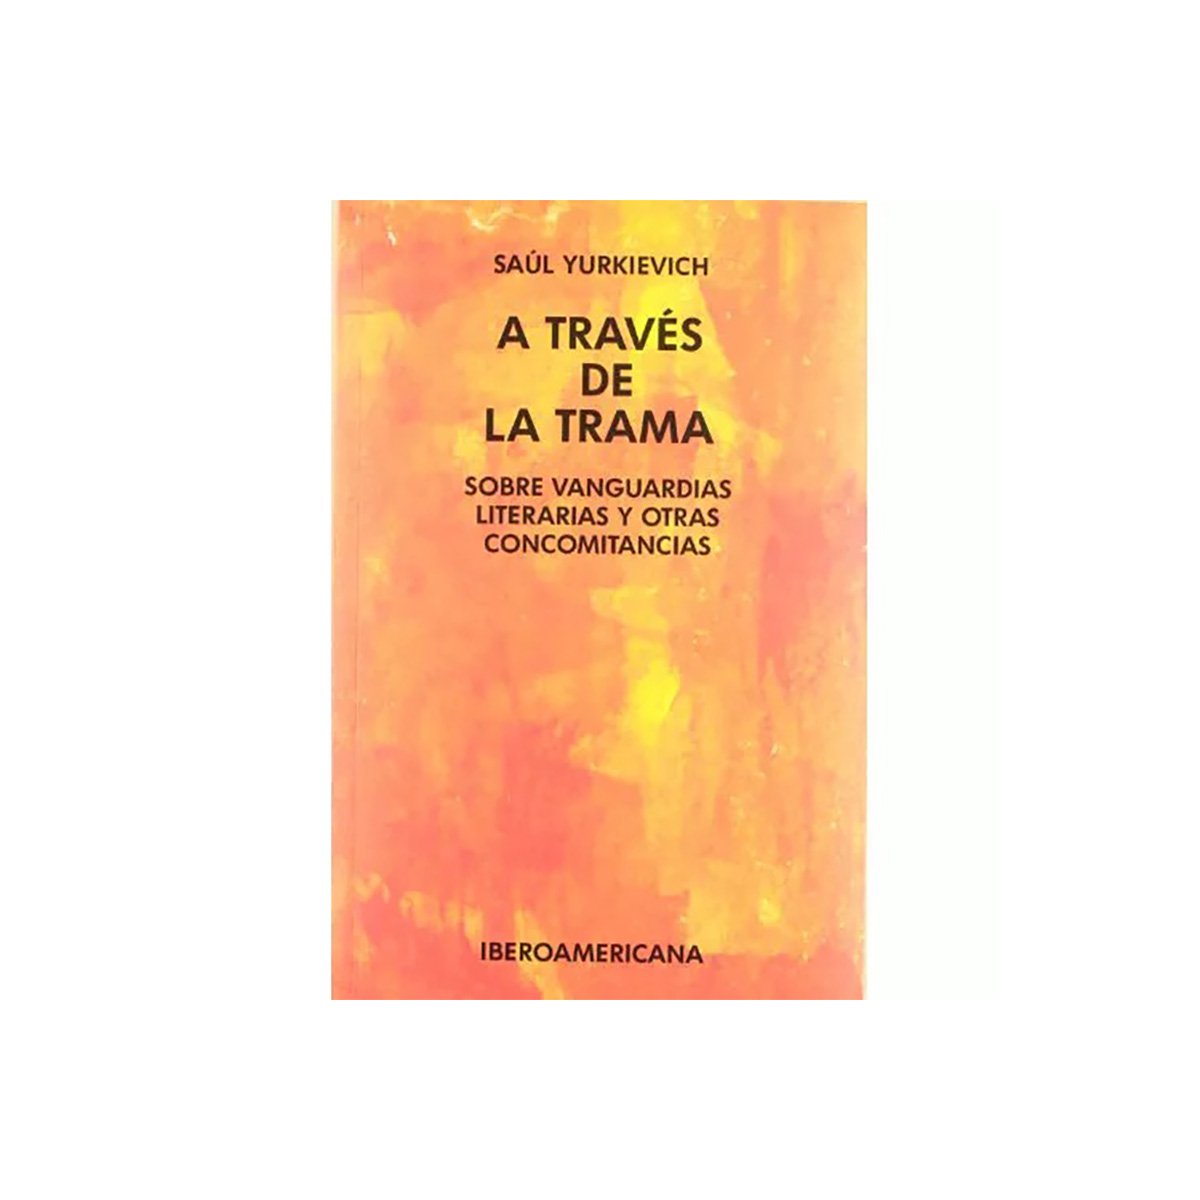 SAÚL YURKIEVICH
A TRAVÉS
DE
LA TRAMA
SOBRE VANGUARDIAS
LITERARIAS Y OTRAS
CONCOMITANCIAS
IBEROAMERICANA